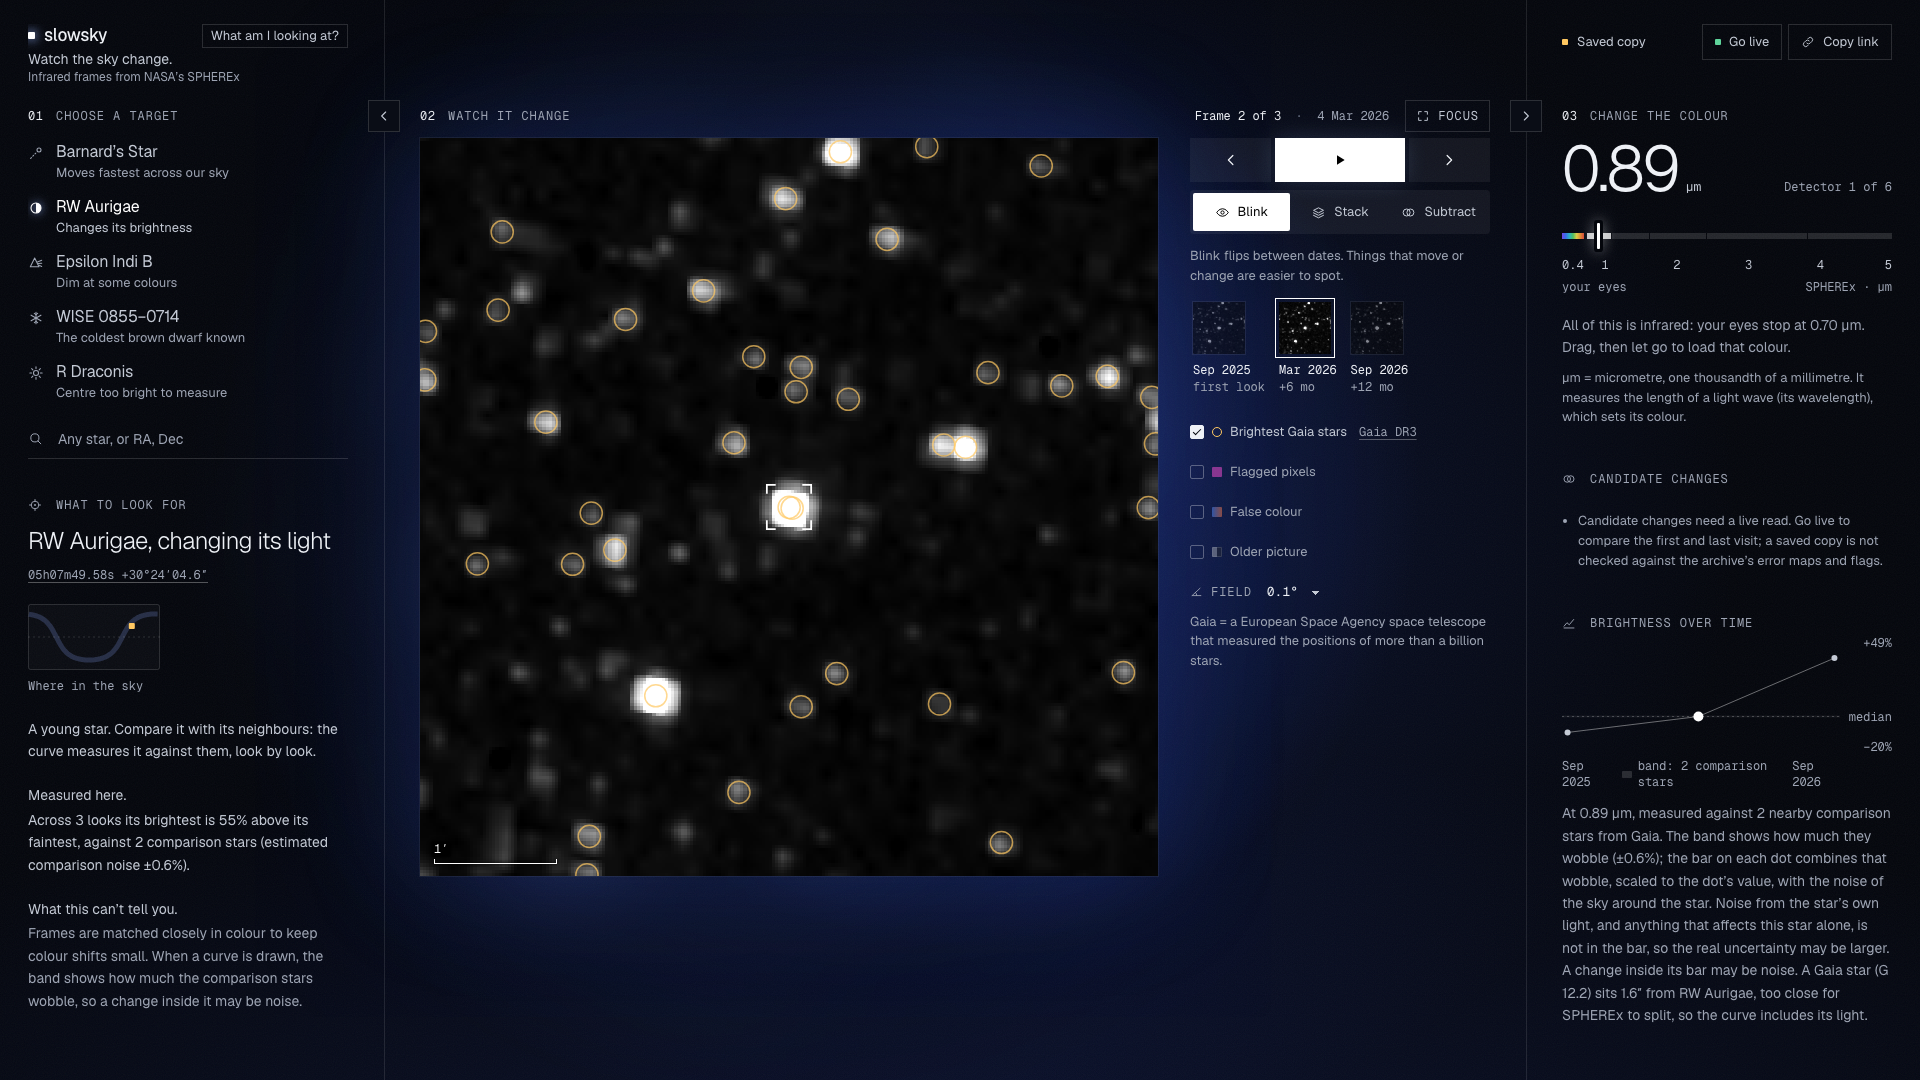 slowsky
What am I looking at?
Watch the sky change.
Infrared frames from NASA's SPHEREx
01 CHOOSE A TARGET
Barnard's Star
Moves fastest across our sky
RW Aurigae
Changes its brightness
Epsilon Indi B
Dim at some colours
WISE 0855−0714
The coldest brown dwarf known
R Draconis
Centre too bright to measure
Any star, or RA, Dec
WHAT TO LOOK FOR
RW Aurigae, changing its light
05h07m49.58s +30°24′04.6″
Where in the sky
A young star. Compare it with its neighbours: the
curve measures it against them, look by look.
Measured here.
Across 3 looks its brightest is 55% above its
faintest, against 2 comparison stars (estimated
comparison noise ±0.6%).
What this can't tell you.
Frames are matched closely in colour to keep
colour shifts small. When a curve is drawn, the
band shows how much the comparison stars
wobble, so a change inside it may be noise.
02 WATCH IT CHANGE
Frame 2 of 3 · 4 Mar 2026
FOCUS
1′
Blink
Stack
Subtract
Blink flips between dates. Things that move or
change are easier to spot.
Sep 2025
first look
Mar 2026
+6 mo
Sep 2026
+12 mo
Brightest Gaia stars Gaia DR3
Flagged pixels
False colour
Older picture
FIELD 0.1°
Gaia = a European Space Agency space telescope
that measured the positions of more than a billion
stars.
Saved copy
Go live
Copy link
03 CHANGE THE COLOUR
0.89 µm
Detector 1 of 6
0.4 1 2 3 4 5
your eyes
SPHEREx · µm
All of this is infrared: your eyes stop at 0.70 µm.
Drag, then let go to load that colour.
µm = micrometre, one thousandth of a millimetre. It
measures the length of a light wave (its wavelength),
which sets its colour.
CANDIDATE CHANGES
• Candidate changes need a live read. Go live to
compare the first and last visit; a saved copy is not
checked against the archive's error maps and flags.
BRIGHTNESS OVER TIME
+49%
median
−20%
Sep 2025
band: 2 comparison stars
Sep 2026
At 0.89 µm, measured against 2 nearby comparison
stars from Gaia. The band shows how much they
wobble (±0.6%); the bar on each dot combines that
wobble, scaled to the dot's value, with the noise of
the sky around the star. Noise from the star's own
light, and anything that affects this star alone, is
not in the bar, so the real uncertainty may be larger.
A change inside its bar may be noise. A Gaia star (G
12.2) sits 1.6″ from RW Aurigae, too close for
SPHEREx to split, so the curve includes its light.